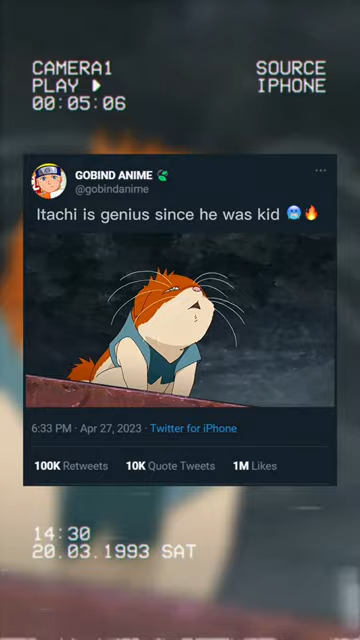 CAMERA1
PLAY
00:05:06
SOURCE
IPHONE
GOBIND ANIME
@gobindanime
Itachi is genius since he was kid 🥶🔥
6:33 PM · Apr 27, 2023 · Twitter for iPhone
100K Retweets 10K Quote Tweets 1M Likes
14:30
20.03.1993 SAT